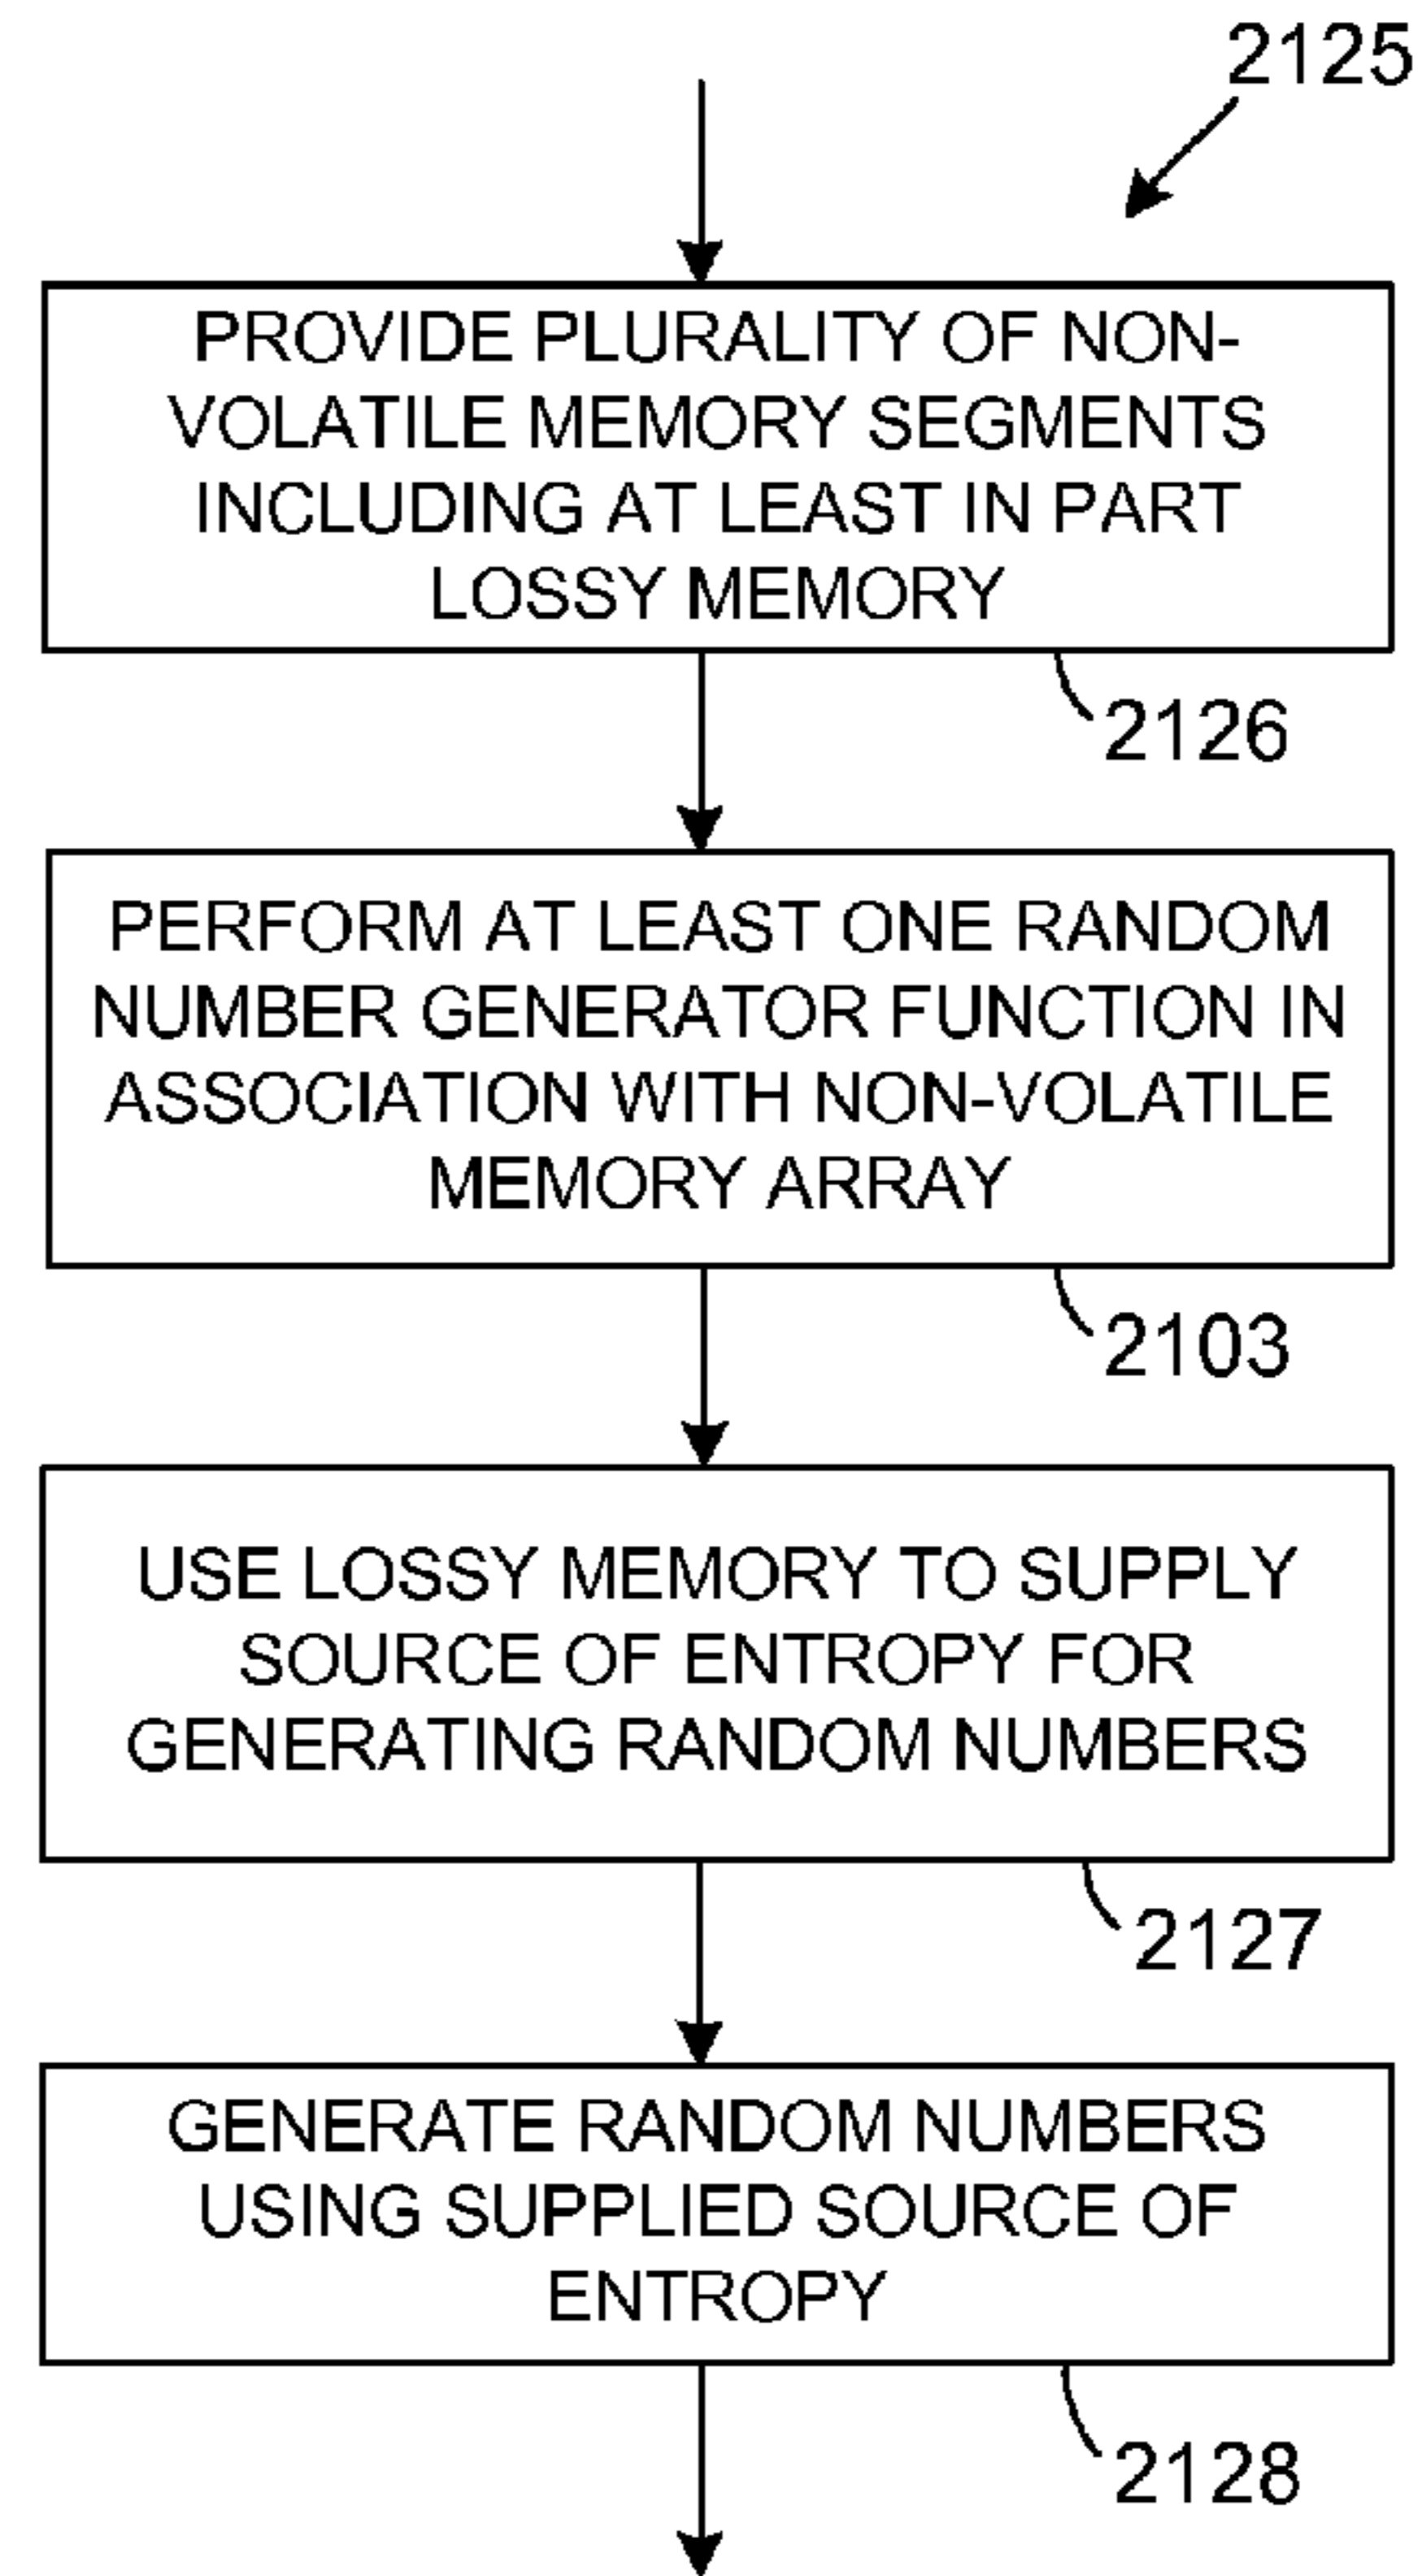 2125
PROVIDE PLURALITY OF NON-
VOLATILE MEMORY SEGMENTS
INCLUDING AT LEAST IN PART
LOSSY MEMORY
2126
PERFORM AT LEAST ONE RANDOM
NUMBER GENERATOR FUNCTION IN
ASSOCIATION WITH NON-VOLATILE
MEMORY ARRAY
2103
USE LOSSY MEMORY TO SUPPLY
SOURCE OF ENTROPY FOR
GENERATING RANDOM NUMBERS
2127
GENERATE RANDOM NUMBERS
USING SUPPLIED SOURCE OF
ENTROPY
2128